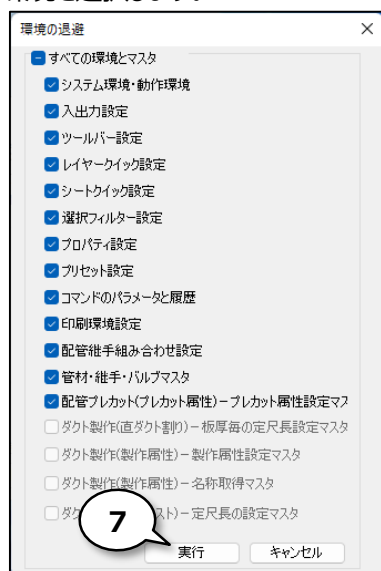 環境の退避
すべての環境とマスタ
システム環境・動作環境
入出力設定
ツールバー設定
レイヤークイック設定
シートクイック設定
選択フィルター設定
プロパティ設定
プリセット設定
コマンドのパラメータと履歴
印刷環境設定
配管継手組み合わせ設定
管材・継手・バルブマスタ
配管プレカット(プレカット属性)－プレカット属性設定マス
ダクト製作(直ダクト割り)－板厚毎の定尺長設定マスタ
ダクト製作(製作属性)－製作属性設定マスタ
ダクト製作(製作属性)－名称取得マスタ
ダク スト)－定尺長の設定マスタ
7
実行 キャンセル